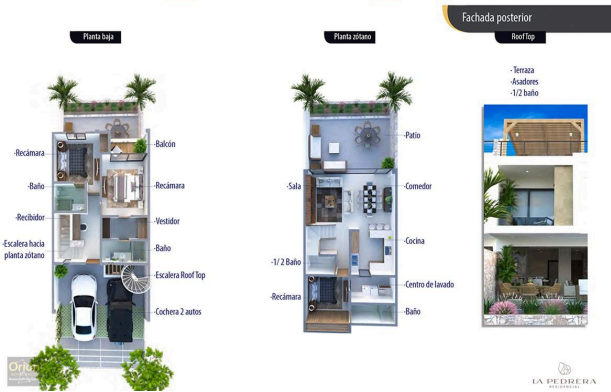 Fachada posterior
Planta baja
-Recámara
-Baño
-Recibidor
-Escalera hacia
planta zótano
-Balcón
-Recámara
-Vestidor
-Baño
-Escalera Roof Top
-Cochera 2 autos
Planta zótano
-Sala
-1/ 2 Baño
-Recámara
-Patio
-Comedor
-Cocina
-Centro de lavado
-Baño
Roof Top
- Terraza
-Asadores
-1/2 baño
Orion
LA PEDRERA
RESIDENCIAL